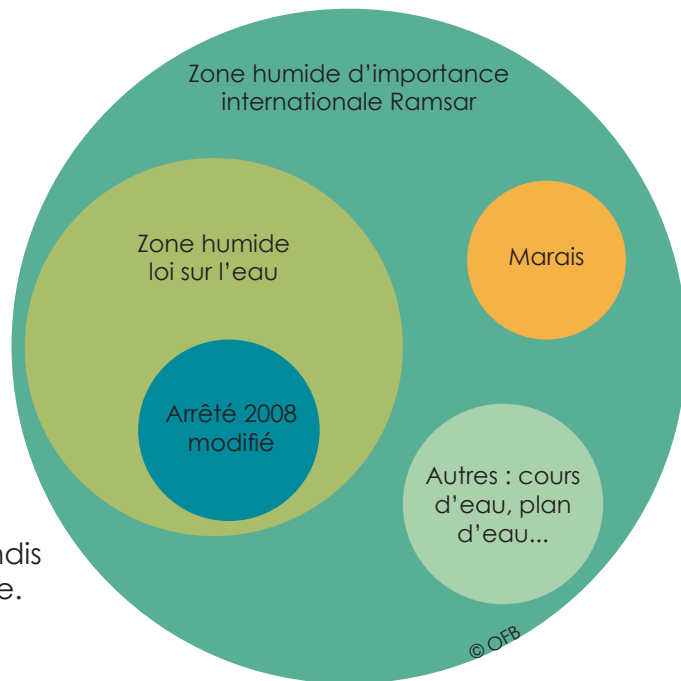 Zone humide d'importance
internationale Ramsar
Zone humide
loi sur l'eau
Marais
Arrêté 2008
modifié
Autres : cours
d'eau, plan
d'eau...
e.
© OFB